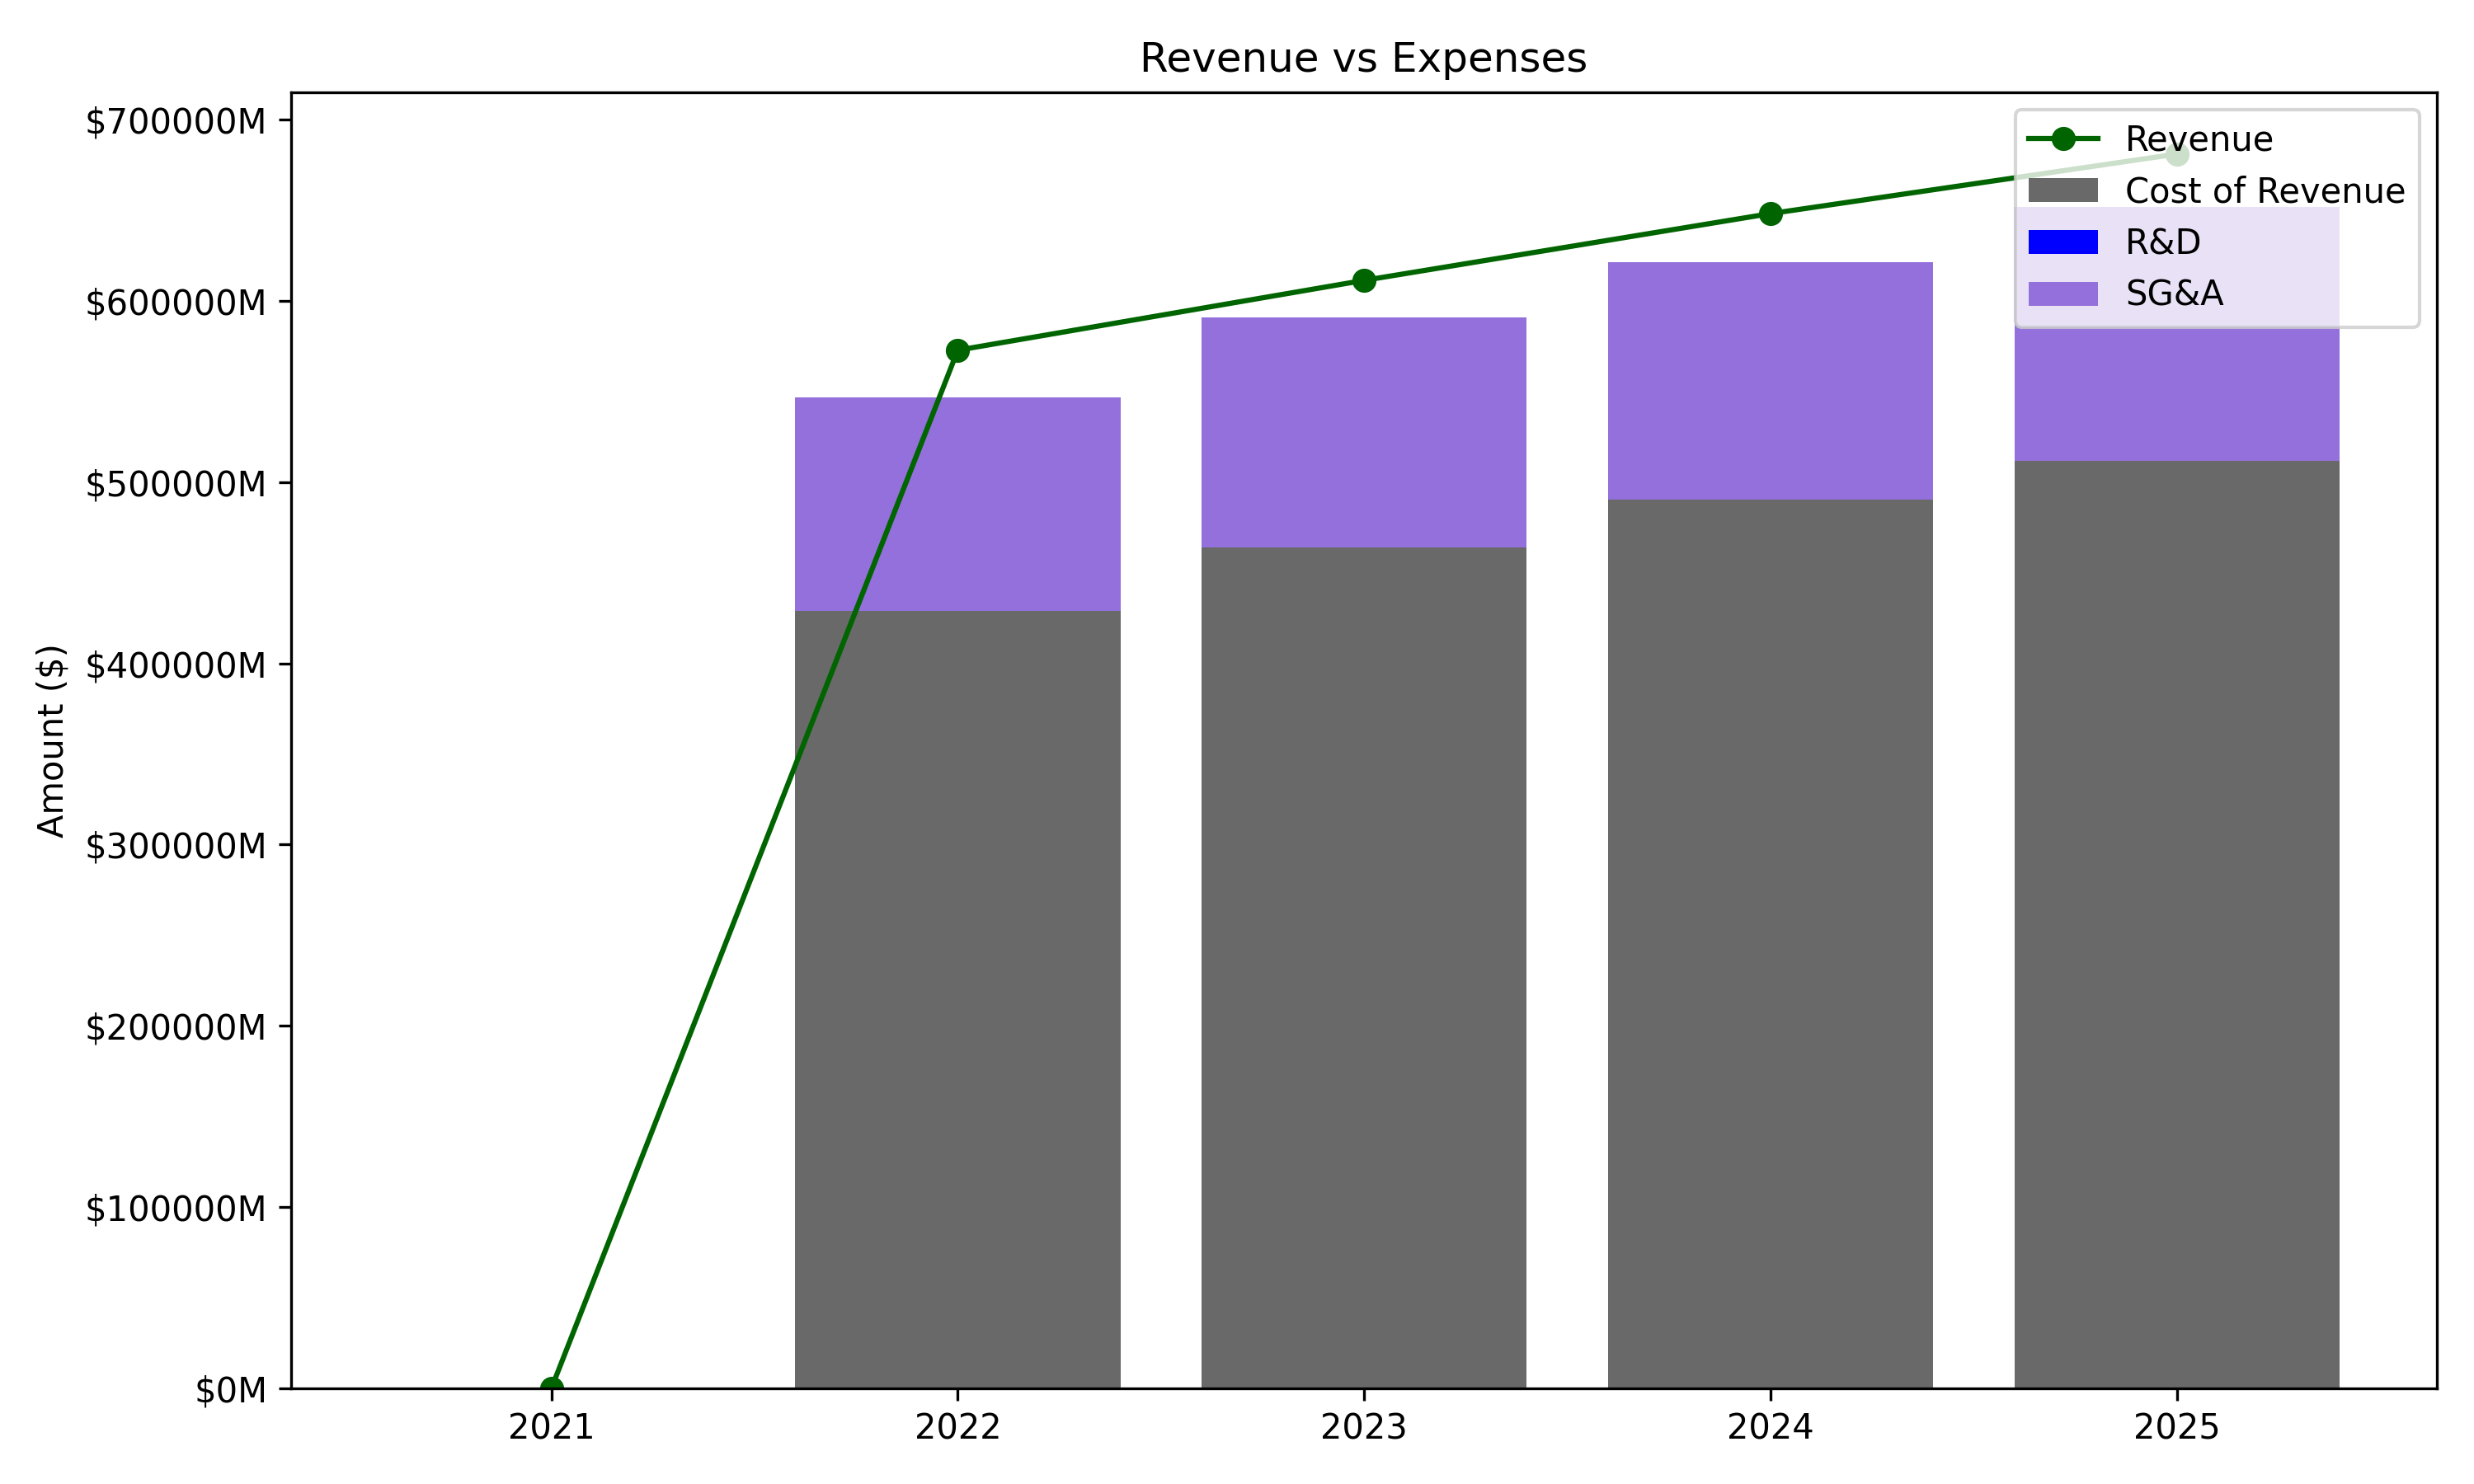 Revenue vs Expenses
$700000M
$600000M
$500000M
$400000M
$300000M
$200000M
$100000M
$0M
Amount ($)
Revenue
Cost of Revenue
R&D
SG&A
2021
2022
2023
2024
2025